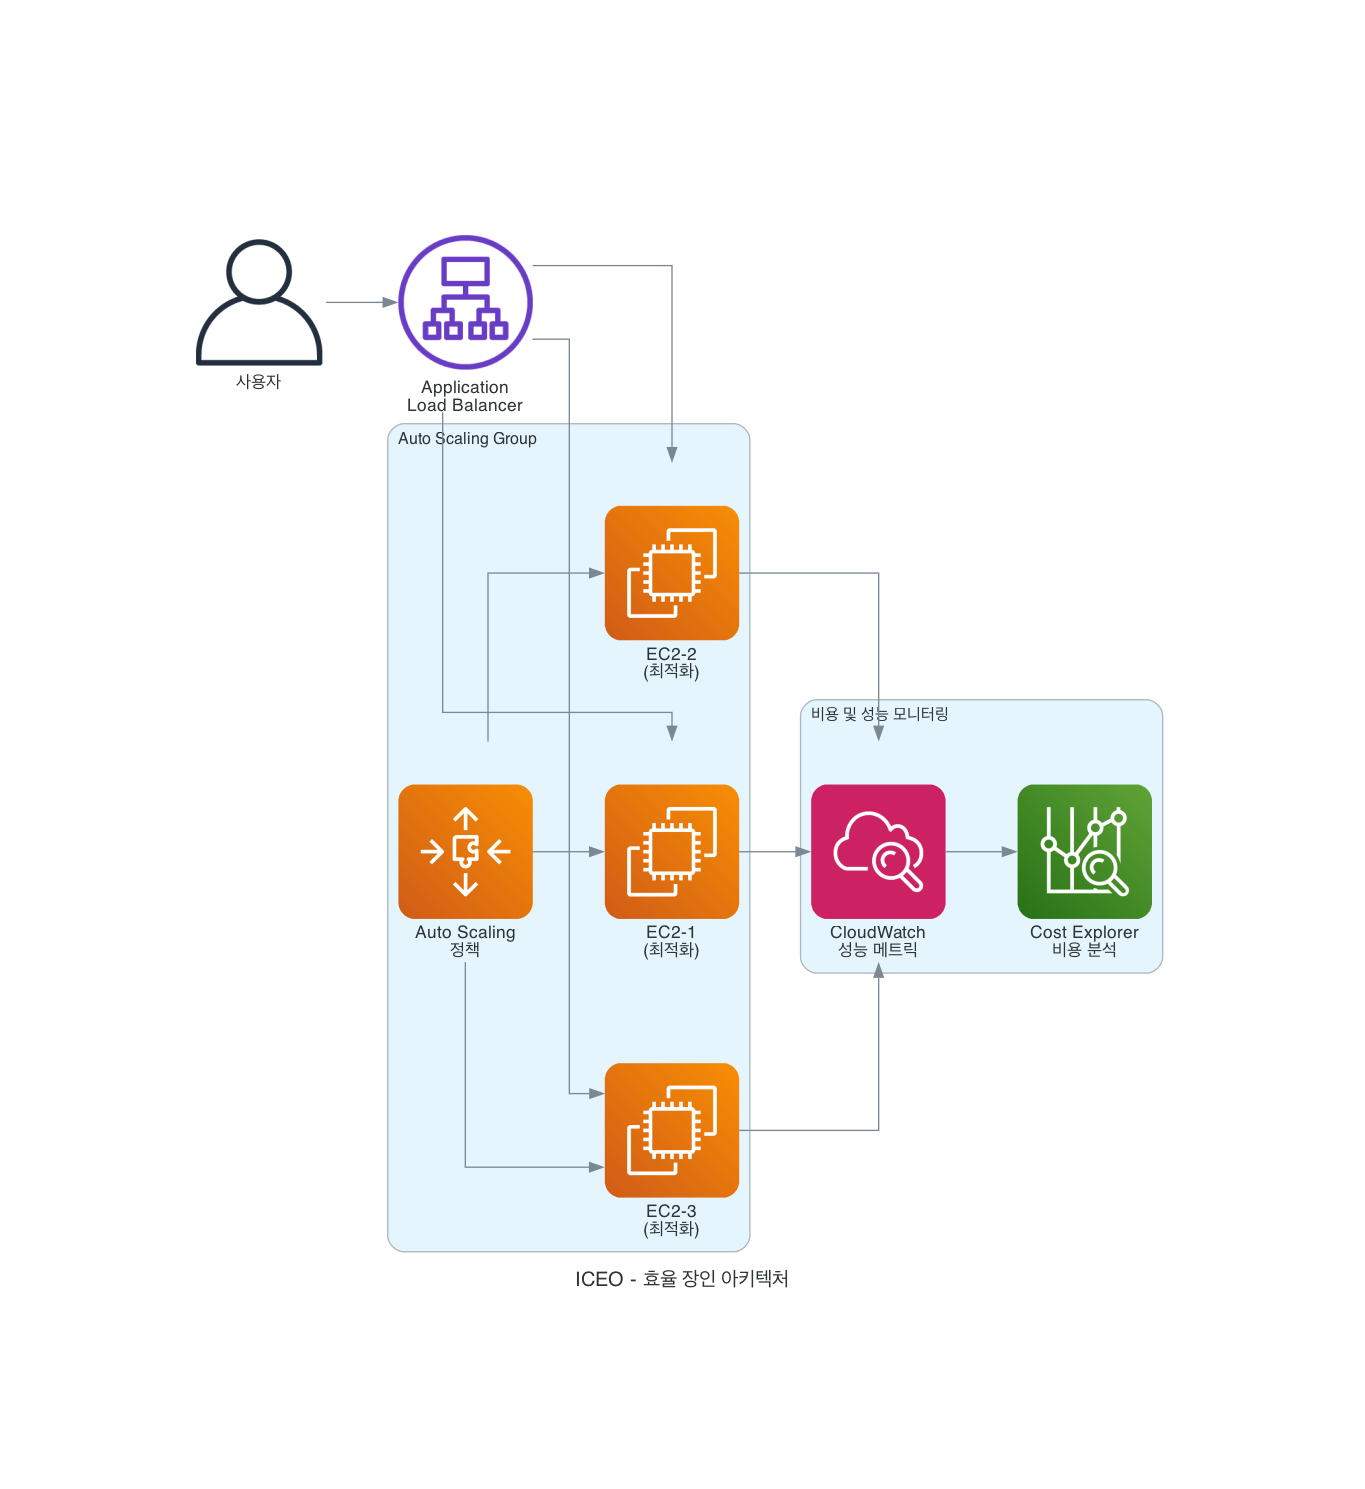 사용자
Application
Load Balancer
Auto Scaling Group
EC2-2
(최적화)
비용 및 성능 모니터링
Auto Scaling
정책
EC2-1
(최적화)
CloudWatch
성능 메트릭
Cost Explorer
비용 분석
EC2-3
(최적화)
ICEO - 효율 장인 아키텍처